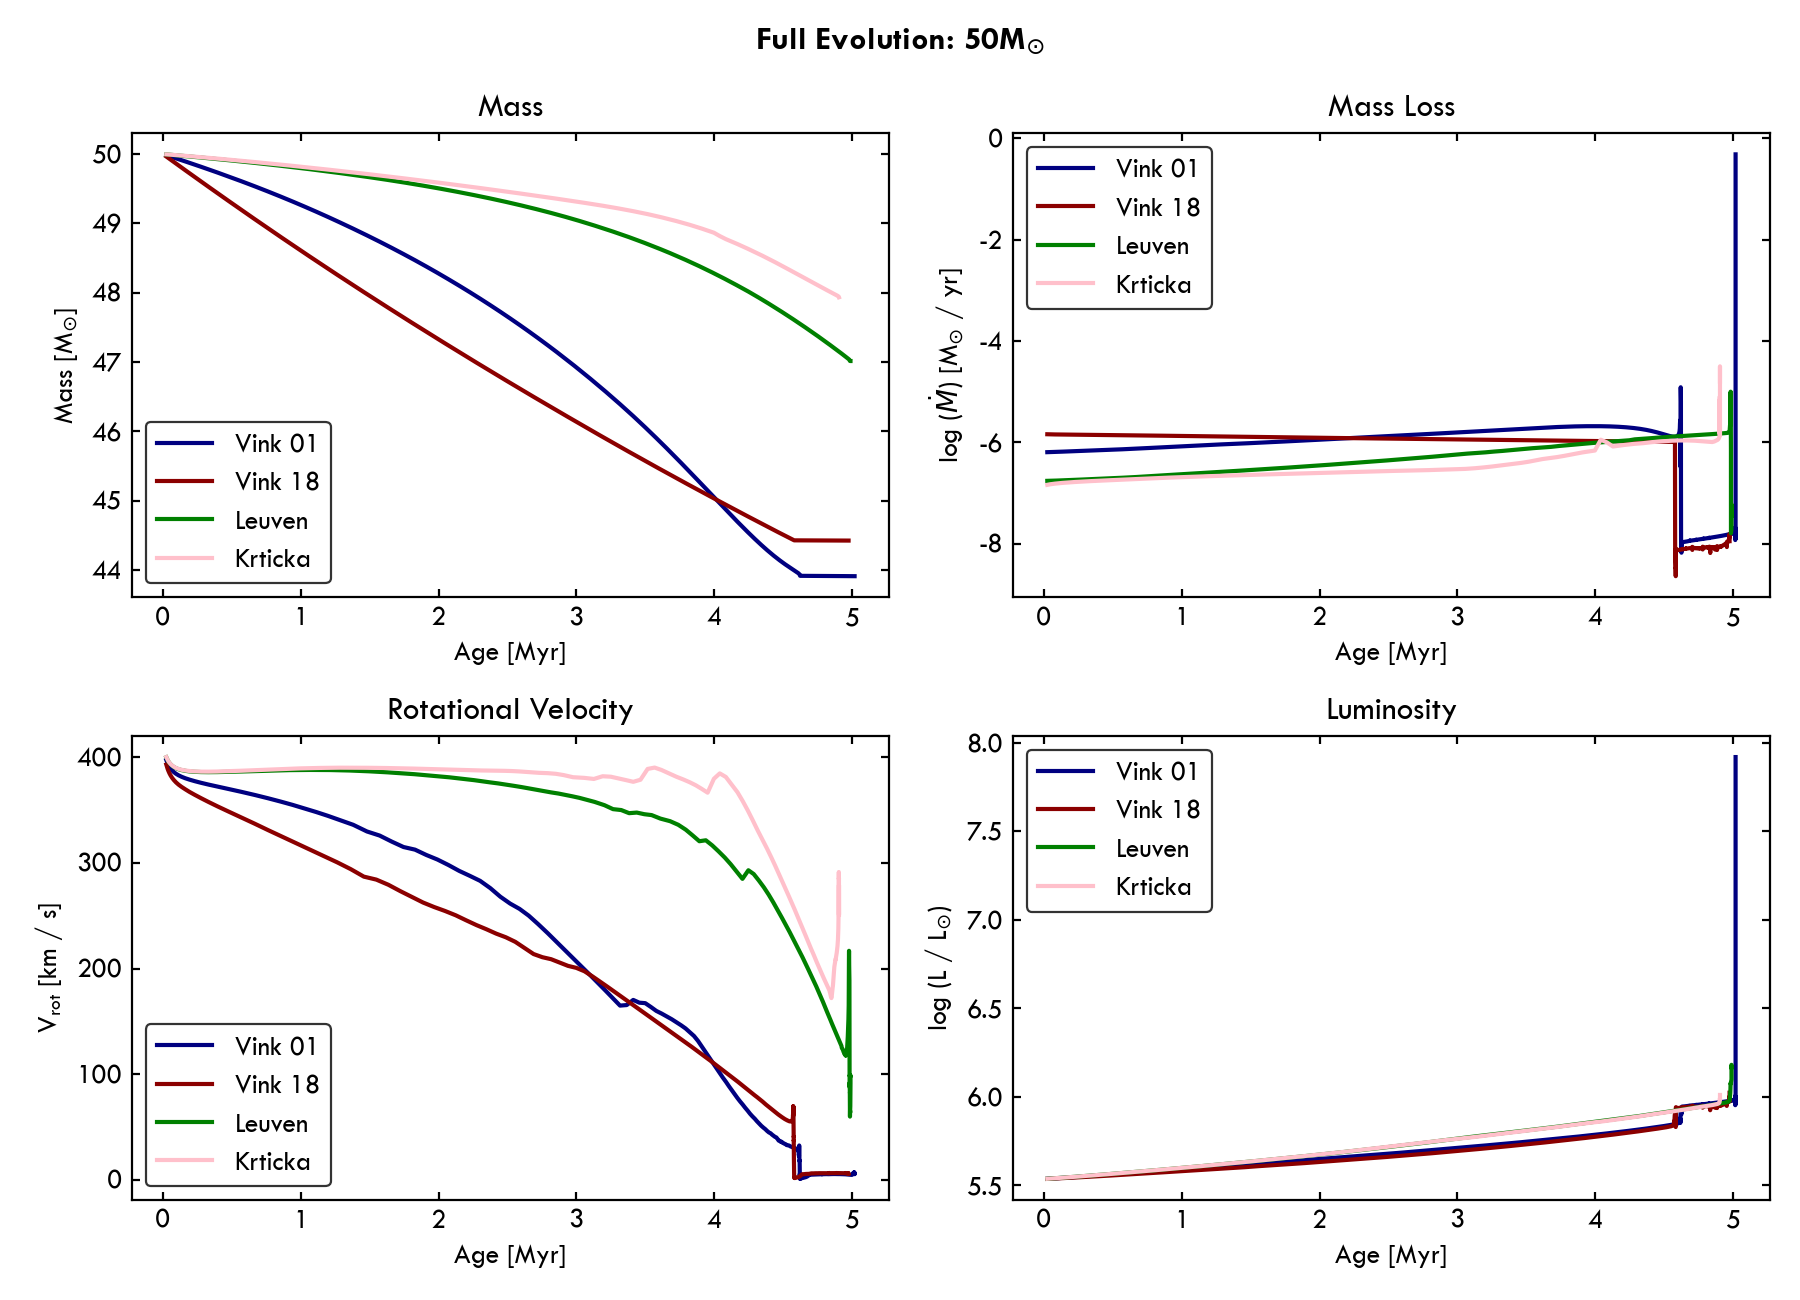 Full Evolution: 50M⊙
Mass
50
49
48
47
46
45
44
Mass [M⊙]
Vink 01
Vink 18
Leuven
Krticka
0 1 2 3 4 5
Age [Myr]
Mass Loss
0
-2
-4
-6
-8
log (Ṁ) [M⊙ / yr]
Vink 01
Vink 18
Leuven
Krticka
0 1 2 3 4 5
Age [Myr]
Rotational Velocity
400
300
200
100
0
Vrot [km / s]
Vink 01
Vink 18
Leuven
Krticka
0 1 2 3 4 5
Age [Myr]
Luminosity
8.0
7.5
7.0
6.5
6.0
5.5
log (L / L⊙)
Vink 01
Vink 18
Leuven
Krticka
0 1 2 3 4 5
Age [Myr]